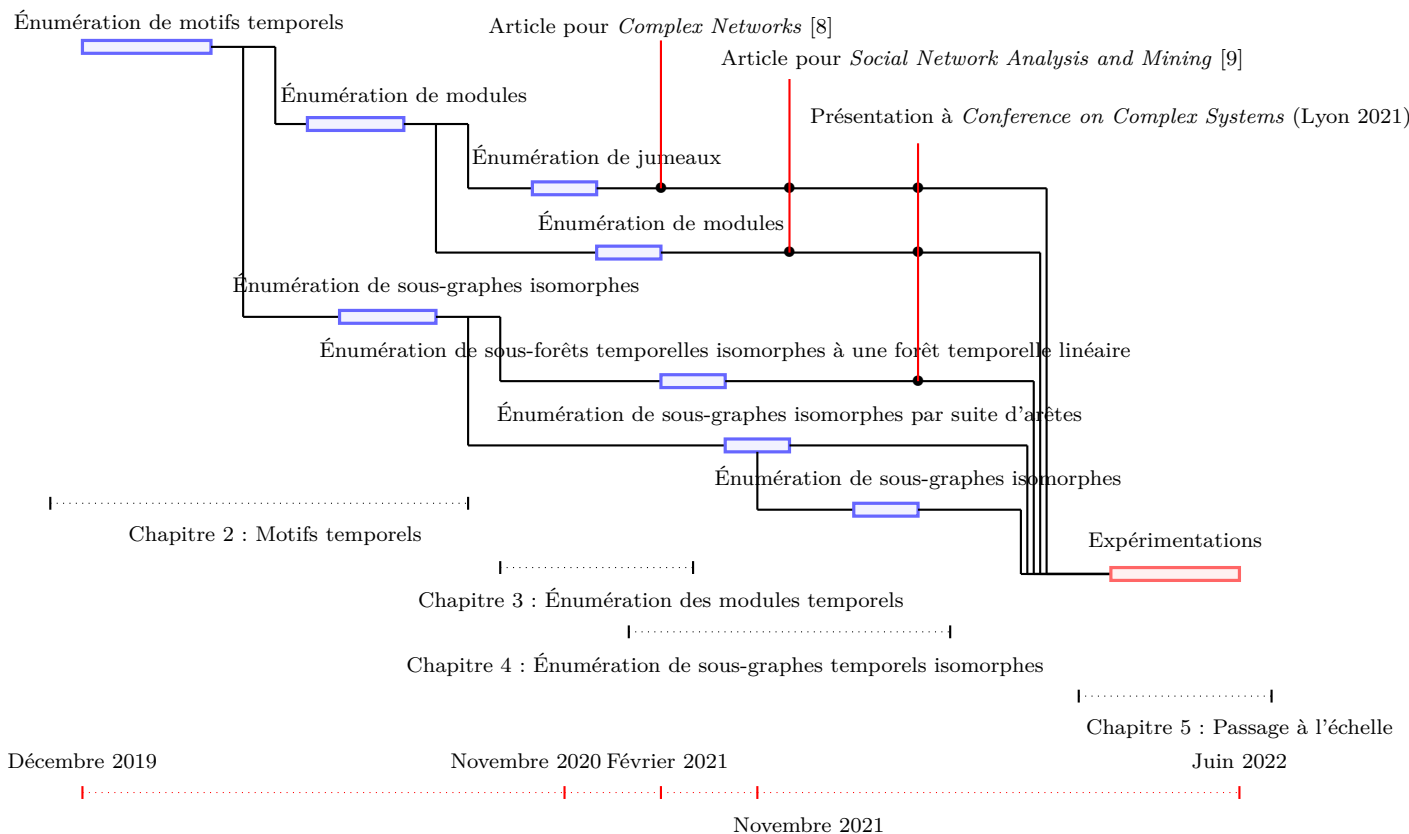 Énumération de motifs temporels
Article pour Complex Networks [8]
Article pour Social Network Analysis and Mining [9]
Énumération de modules
Présentation à Conference on Complex Systems (Lyon 2021)
Énumération de jumeaux
Énumération de modules
Énumération de sous-graphes isomorphes
Énumération de sous-forêts temporelles isomorphes à une forêt temporelle linéaire
Énumération de sous-graphes isomorphes par suite d'arêtes
Énumération de sous-graphes isomorphes
Chapitre 2 : Motifs temporels
Expérimentations
Chapitre 3 : Énumération des modules temporels
Chapitre 4 : Énumération de sous-graphes temporels isomorphes
Chapitre 5 : Passage à l'échelle
Décembre 2019
Novembre 2020
Février 2021
Juin 2022
Novembre 2021